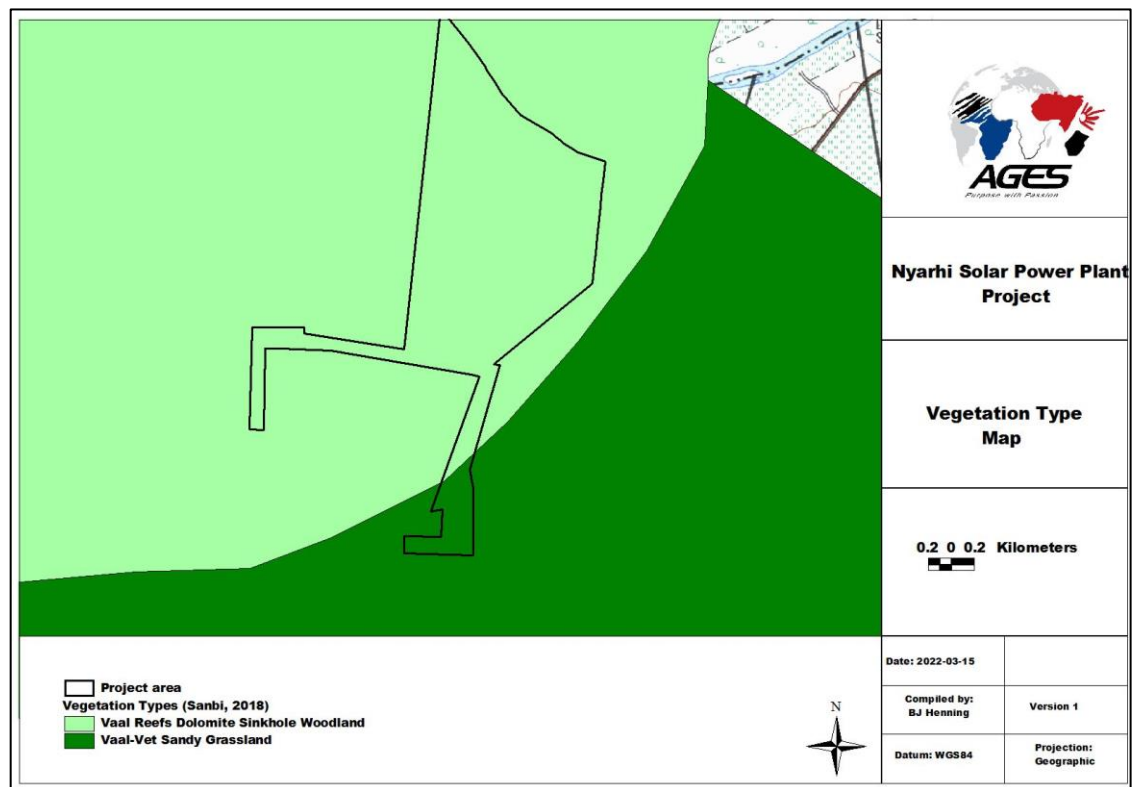 AGES
Purpose with Passion
Nyarhi Solar Power Plant
Project
Vegetation Type
Map
0.2 0 0.2 Kilometers
Project area
Vegetation Types (Sanbi, 2018)
Vaal Reefs Dolomite Sinkhole Woodland
Vaal-Vet Sandy Grassland
N
Date: 2022-03-15
Compiled by:
BJ Henning
Version 1
Datum: WGS84
Projection:
Geographic